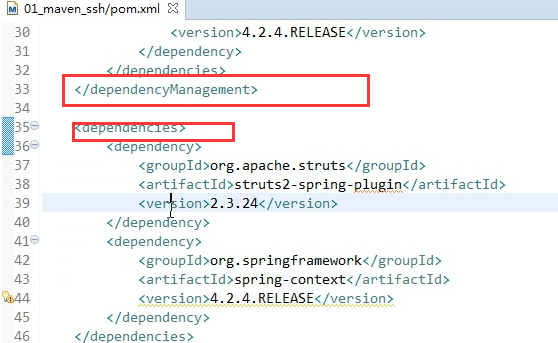 01_maven_ssh/pom.xml
30 <version>4.2.4.RELEASE</version>
31 </dependency>
32 </dependencies>
33 </dependencyManagement>
34
35 <dependencies>
36 <dependency>
37 <groupId>org.apache.struts</groupId>
38 <artifactId>struts2-spring-plugin</artifactId>
39 <version>2.3.24</version>
40 </dependency>
41 <dependency>
42 <groupId>org.springframework</groupId>
43 <artifactId>spring-context</artifactId>
44 <version>4.2.4.RELEASE</version>
45 </dependency>
46 </dependencies>